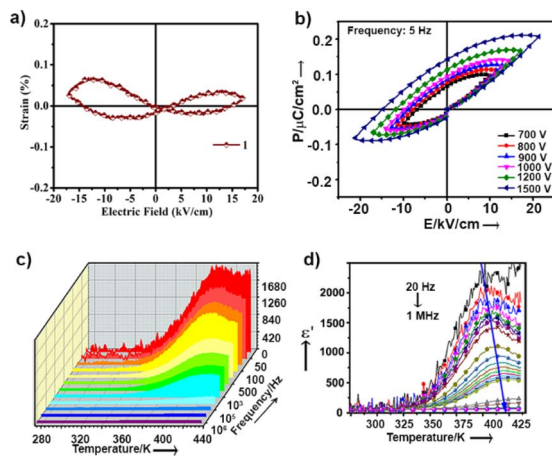 a)
0.2
0.1
0.0
-0.1
-0.2
Strain (%)
1
-20 -15 -10 -5 0 5 10 15 20
Electric Field (kV/cm)
b)
Frequency: 5 Hz
0.2
0.1
0.0
-0.1
P/μC/cm2
700 V
800 V
900 V
1000 V
1200 V
1500 V
-20 -10 0 10 20
E/kV/cm
c)
1680
1260
840
420
0
50
100
500
10³
10⁵
10⁶
Frequency/Hz
280 320 360 400 440
Temperature/K
d)
20 Hz
1 MHz
2000
1500
1000
500
0
300 325 350 375 400 425
Temperature/K